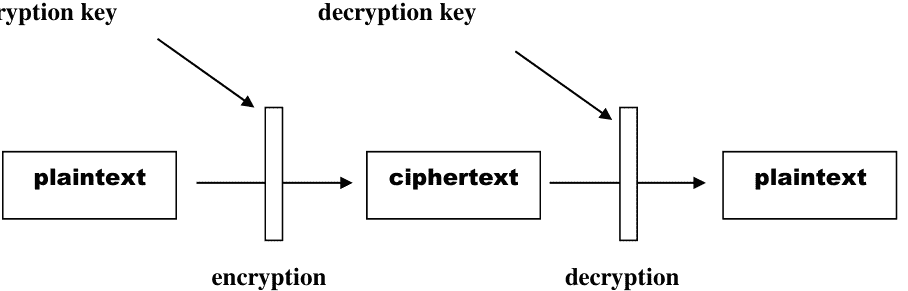 ryption key
decryption key
plaintext
ciphertext
plaintext
encryption
decryption